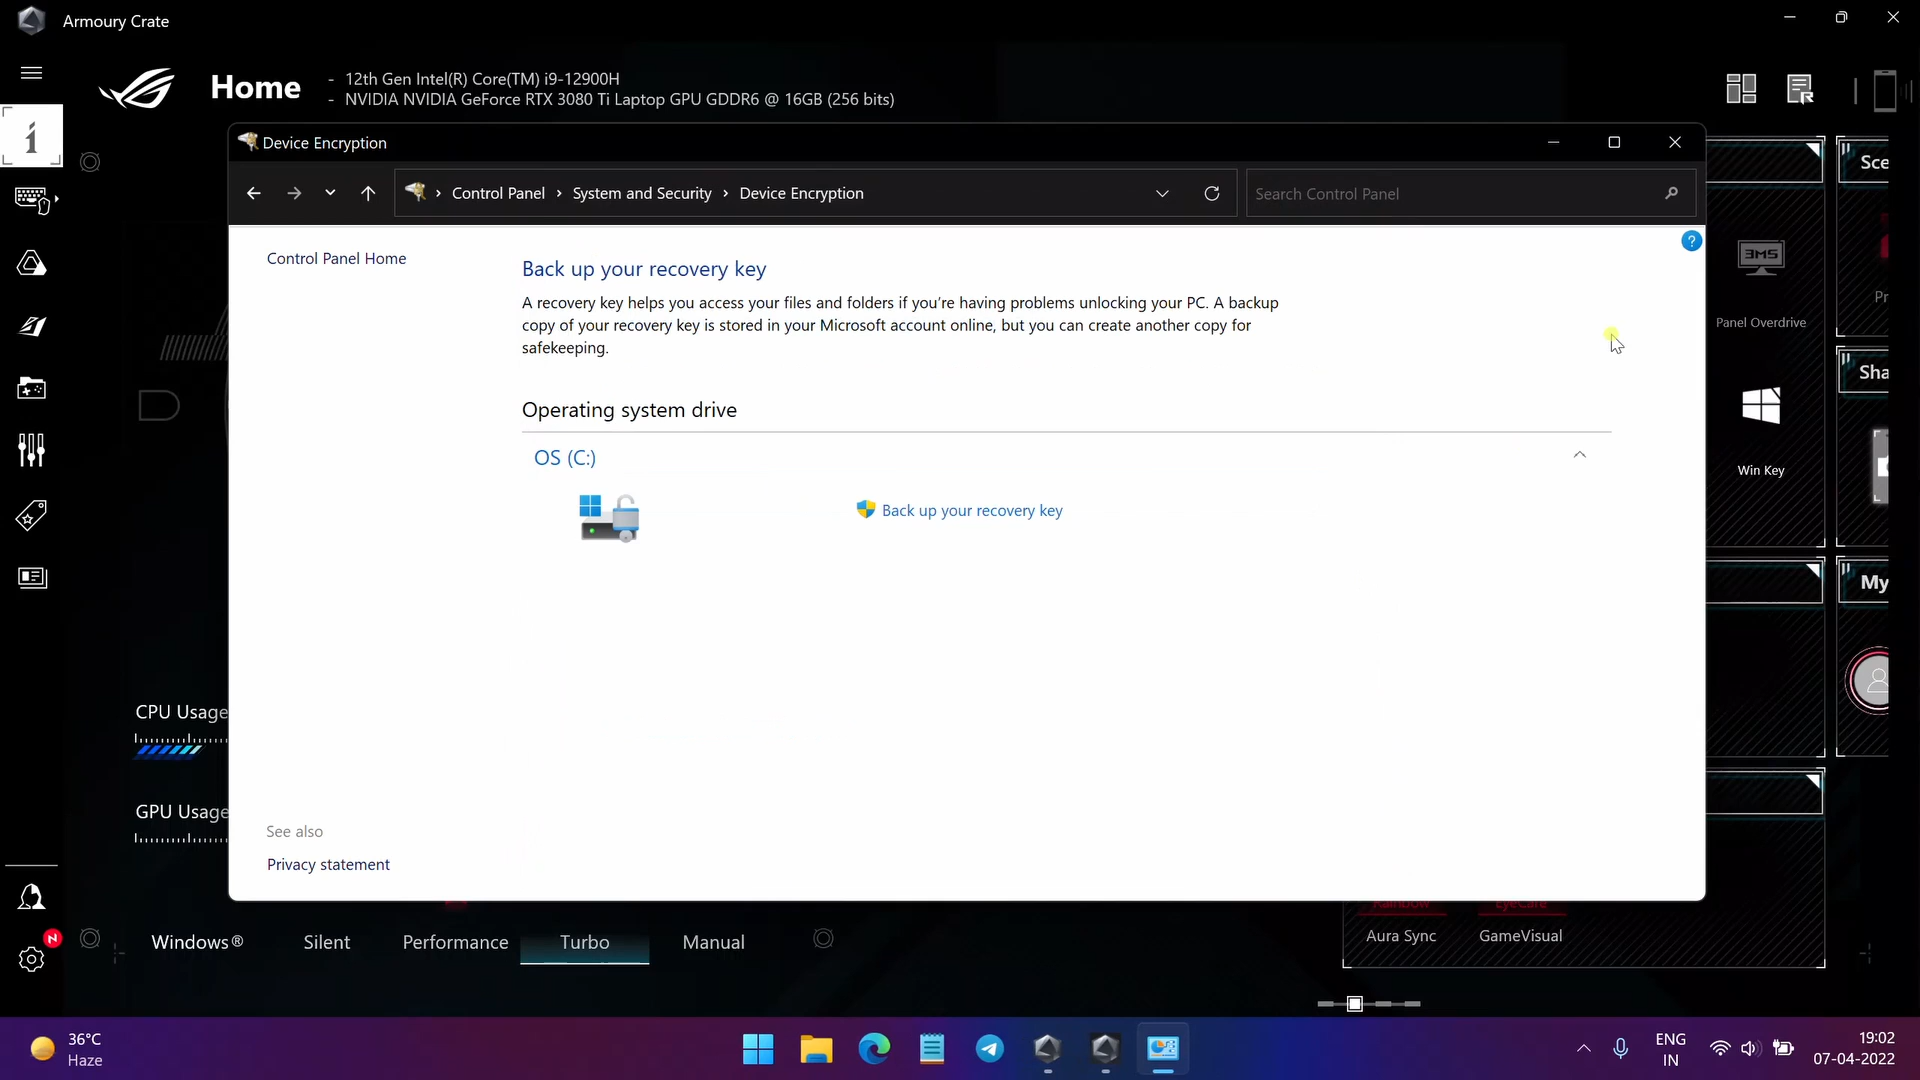 Armoury Crate
Home
- 12th Gen Intel(R) Core(TM) i9-12900H
- NVIDIA NVIDIA GeForce RTX 3080 Ti Laptop GPU GDDR6 @ 16GB (256 bits)
Device Encryption
Control Panel › System and Security › Device Encryption
Search Control Panel
Control Panel Home
Back up your recovery key
A recovery key helps you access your files and folders if you're having problems unlocking your PC. A backup
copy of your recovery key is stored in your Microsoft account online, but you can create another copy for
safekeeping.
Operating system drive
OS (C:)
Back up your recovery key
See also
Privacy statement
Sce
3MS
Pr
Panel Overdrive
Sha
Win Key
My
CPU Usage
GPU Usage
Rainbow EyeCare
Aura Sync GameVisual
N
Windows® Silent Performance Turbo Manual
36°C
Haze
ENG
IN
19:02
07-04-2022